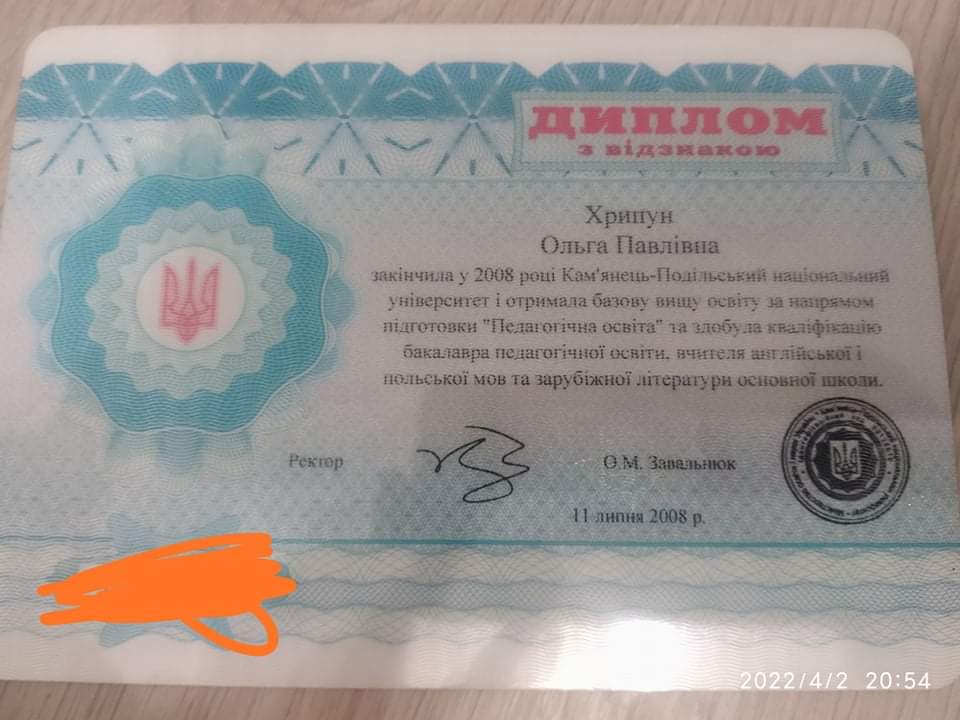 ДИПЛОМ
з відзнакою
Хрипун
Ольга Павлівна
закінчила у 2008 році Кам'янець-Подільський національний
університет і отримала базову вищу освіту за напрямом
підготовки "Педагогічна освіта" та здобула кваліфікацію
бакалавра педагогічної освіти, вчителя англійської і
польської мов та зарубіжної літератури основної школи.
Ректор О.М. Завальнюк
11 липня 2008 р.
2022/4/2 20:54